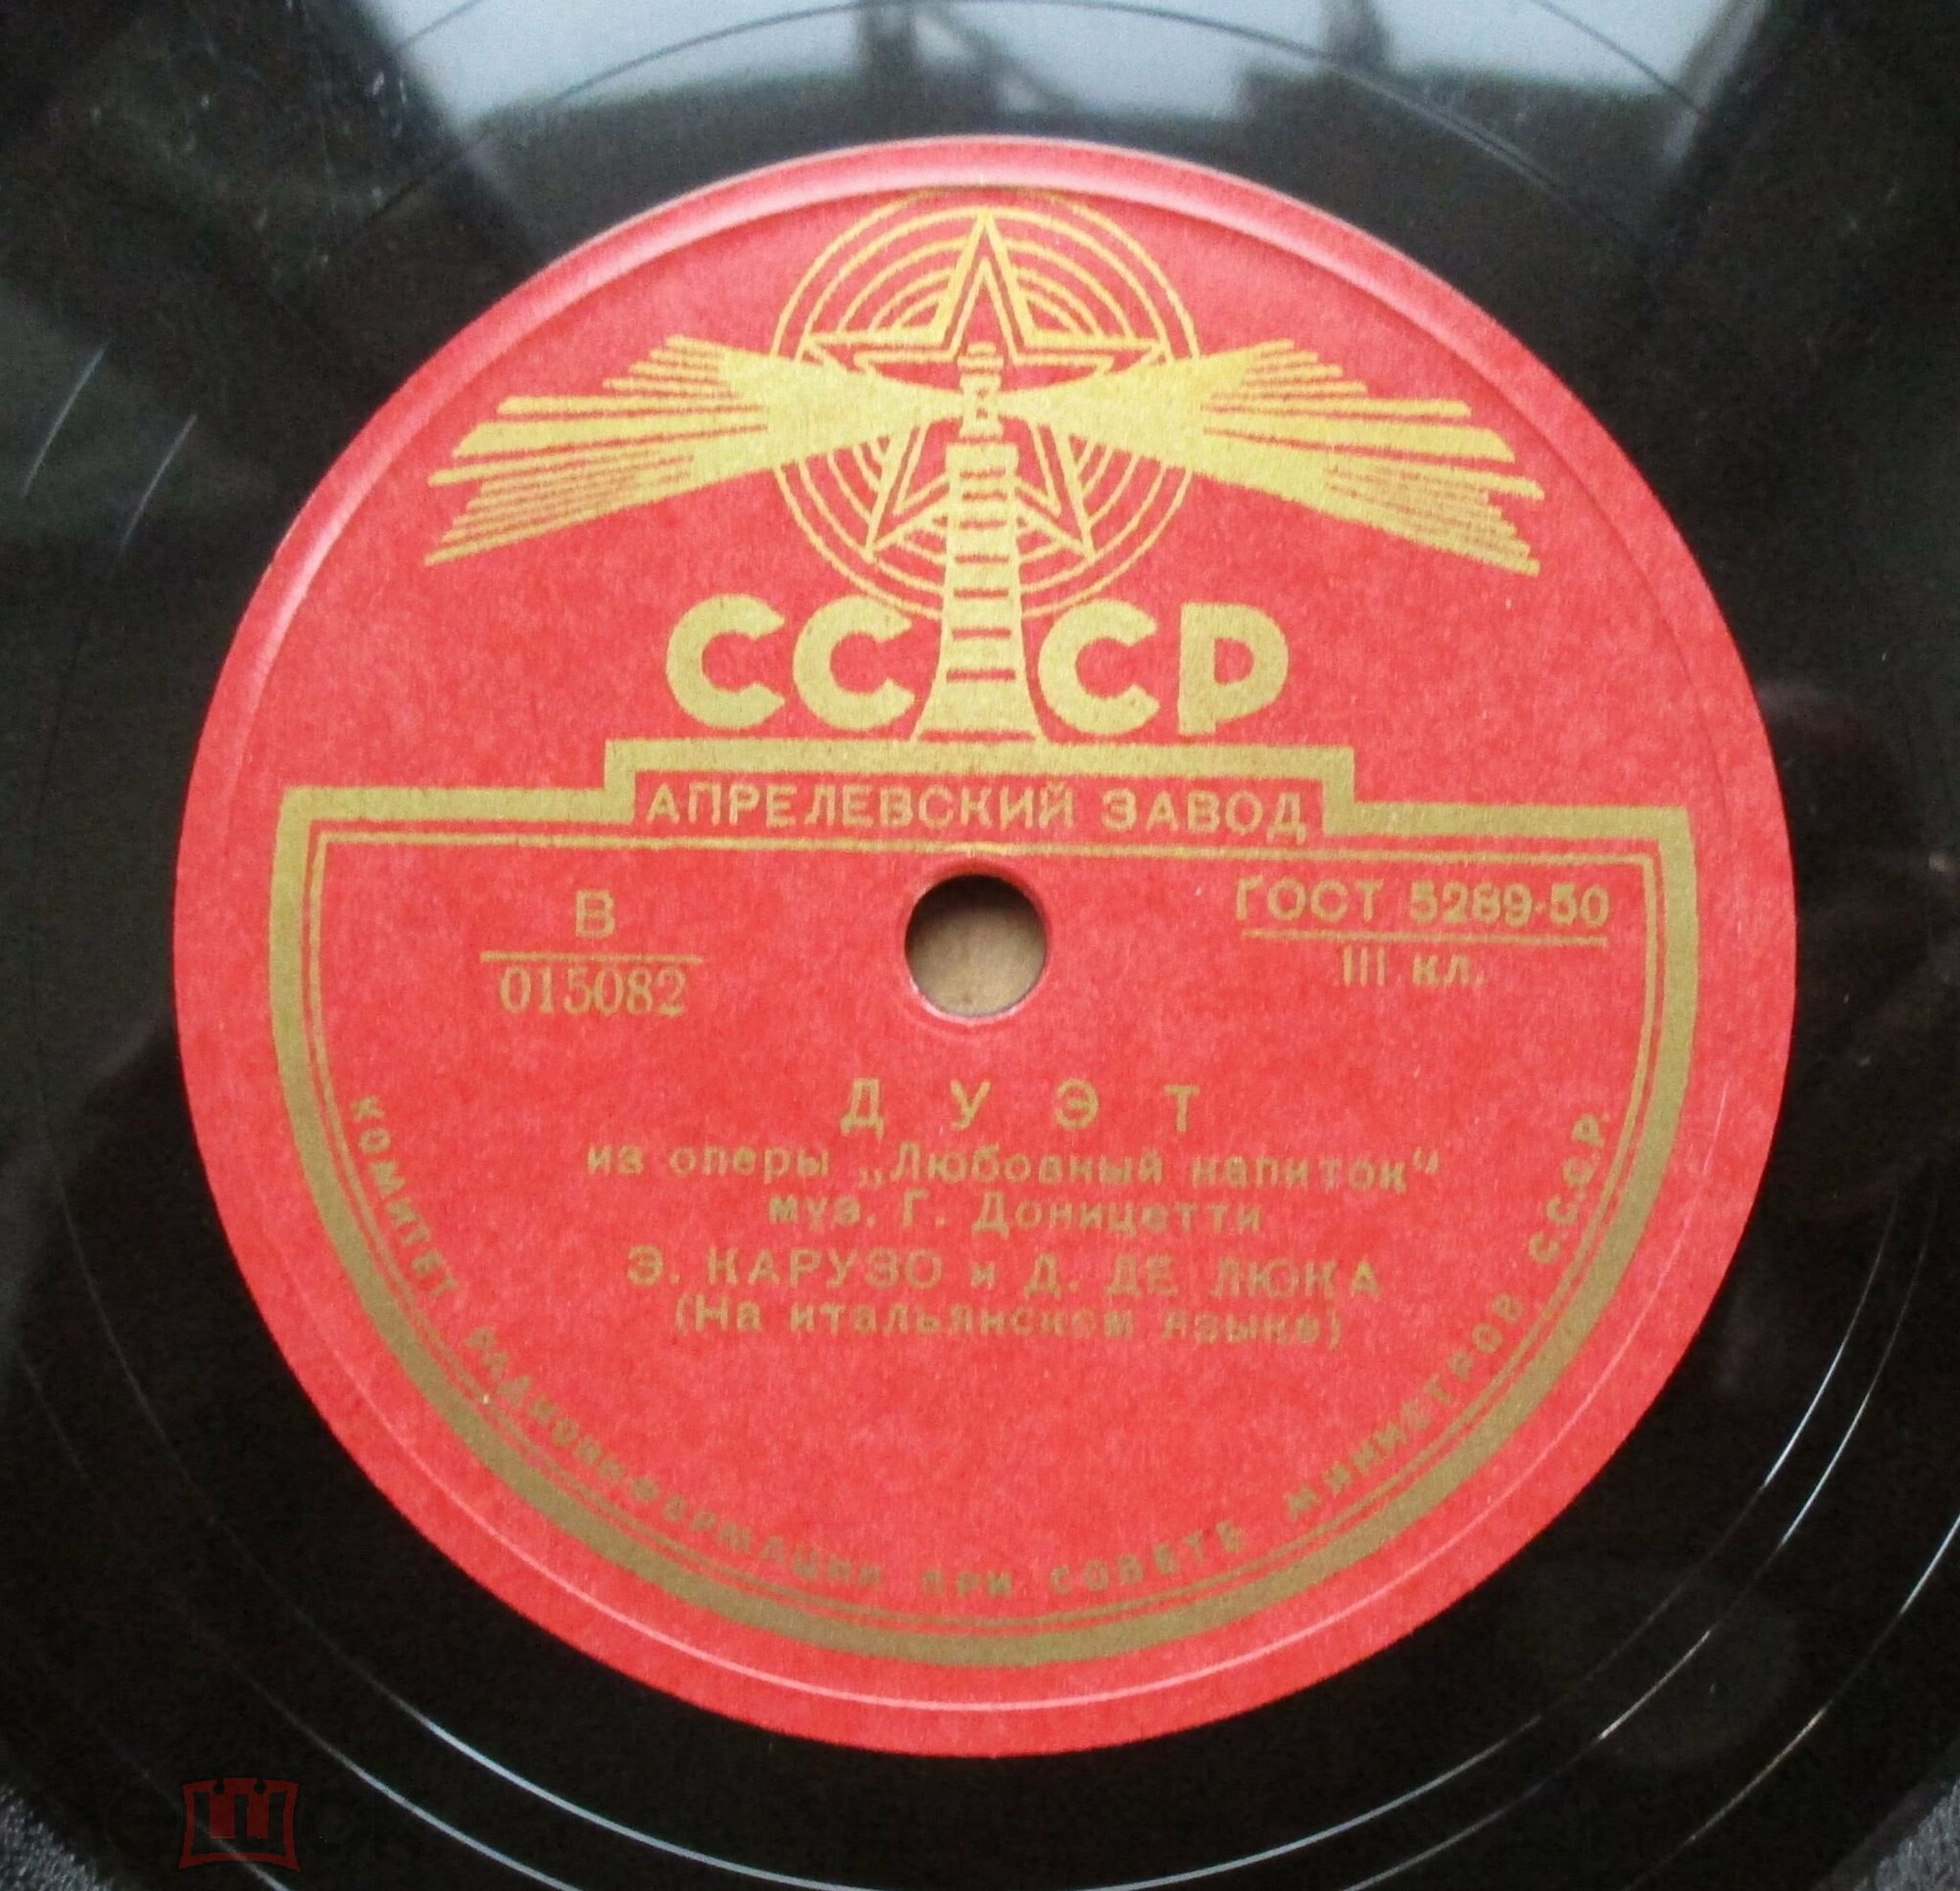 СССР
АПРЕЛЕВСКИЙ ЗАВОД
В
015082
ГОСТ 5289-50
III кл.
ДУЭТ
из оперы „Любовный напиток“
муз. Г. Доницетти
Э. КАРУЗО и Д. ДЕ ЛЮКА
(На итальянском языке)
КОМИТЕТ РАДИОИНФОРМАЦИИ ПРИ СОВЕТЕ МИНИСТРОВ С.С.С.Р.